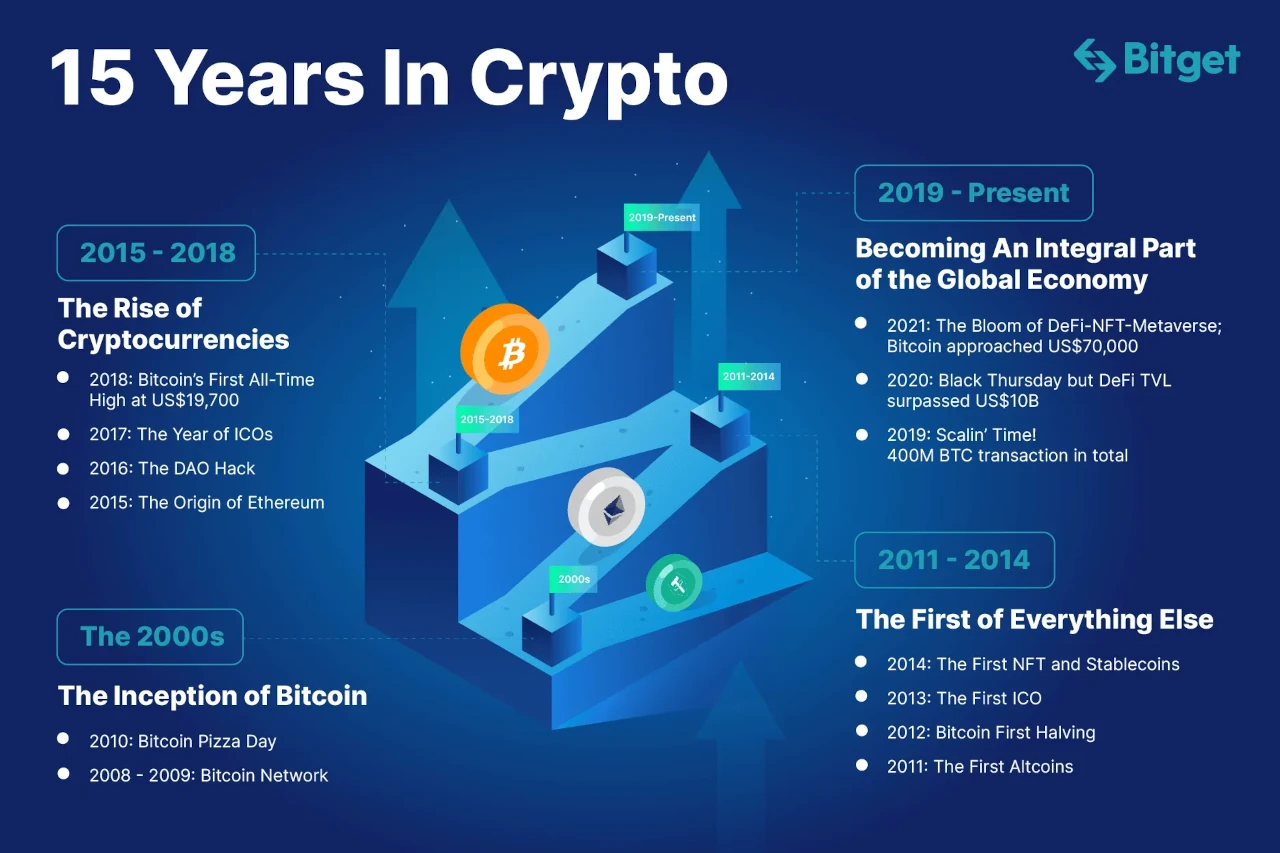 15 Years In Crypto
Bitget
2015 - 2018
The Rise of
Cryptocurrencies
2018: Bitcoin’s First All-Time
High at US$19,700
2017: The Year of ICOs
2016: The DAO Hack
2015: The Origin of Ethereum
The 2000s
The Inception of Bitcoin
2010: Bitcoin Pizza Day
2008 - 2009: Bitcoin Network
2019-Present
2011-2014
2015-2018
2000s
2019 - Present
Becoming An Integral Part
of the Global Economy
2021: The Bloom of DeFi-NFT-Metaverse;
Bitcoin approached US$70,000
2020: Black Thursday but DeFi TVL
surpassed US$10B
2019: Scalin’ Time!
400M BTC transaction in total
2011 - 2014
The First of Everything Else
2014: The First NFT and Stablecoins
2013: The First ICO
2012: Bitcoin First Halving
2011: The First Altcoins